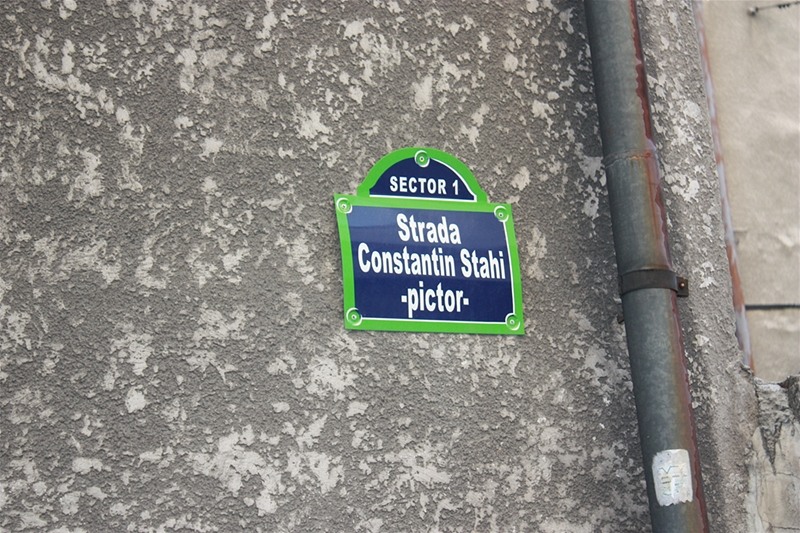 SECTOR 1
Strada
Constantin Stahi
-pictor-